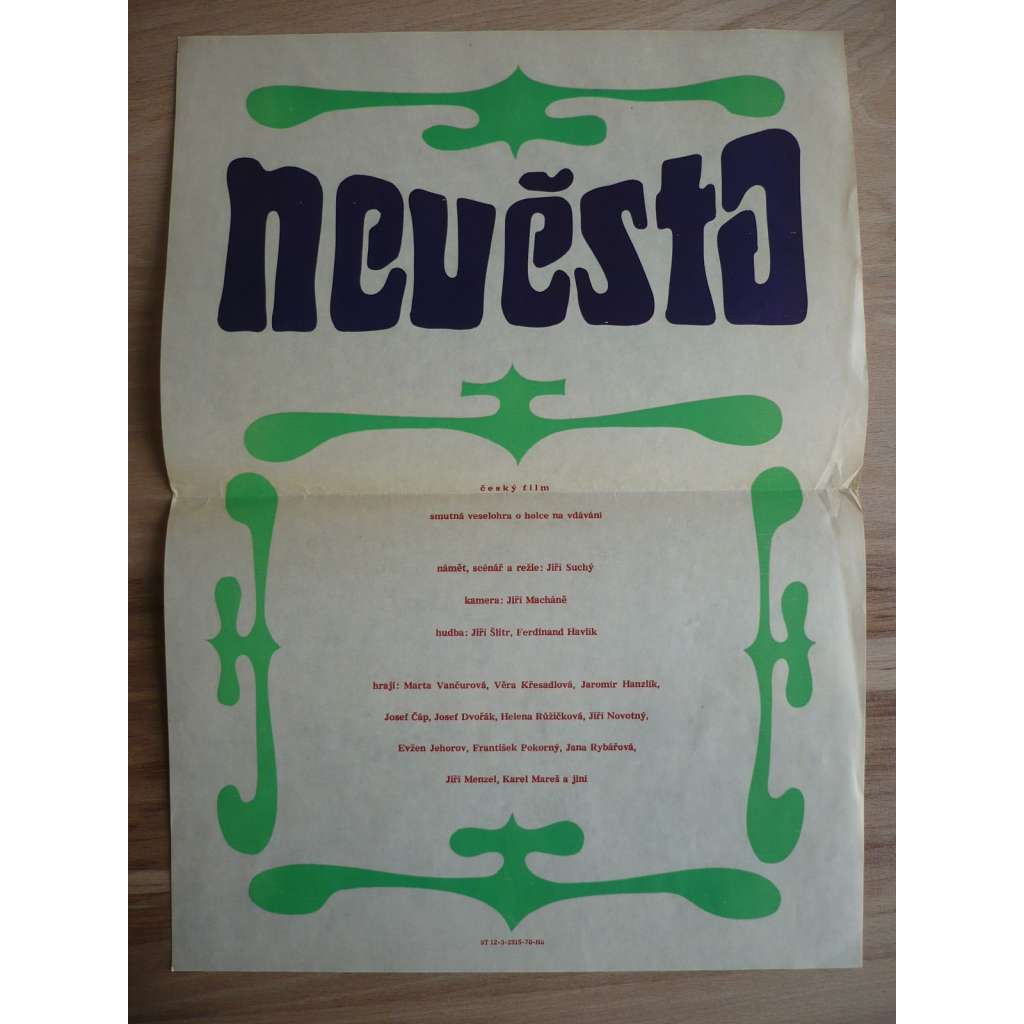 nevěsta
český film
smutná veselohra o holce na vdávání
námět, scénář a režie: Jiří Suchý
kamera: Jiří Macháně
hudba: Jiří Šlitr, Ferdinand Havlík
hrají: Marta Vančurová, Věra Křesadlová, Jaromír Hanzlík,
Josef Čáp, Josef Dvořák, Helena Růžičková, Jiří Novotný,
Evžen Jehorov, František Pokorný, Jana Rybářová,
Jiří Menzel, Karel Mareš a jiní